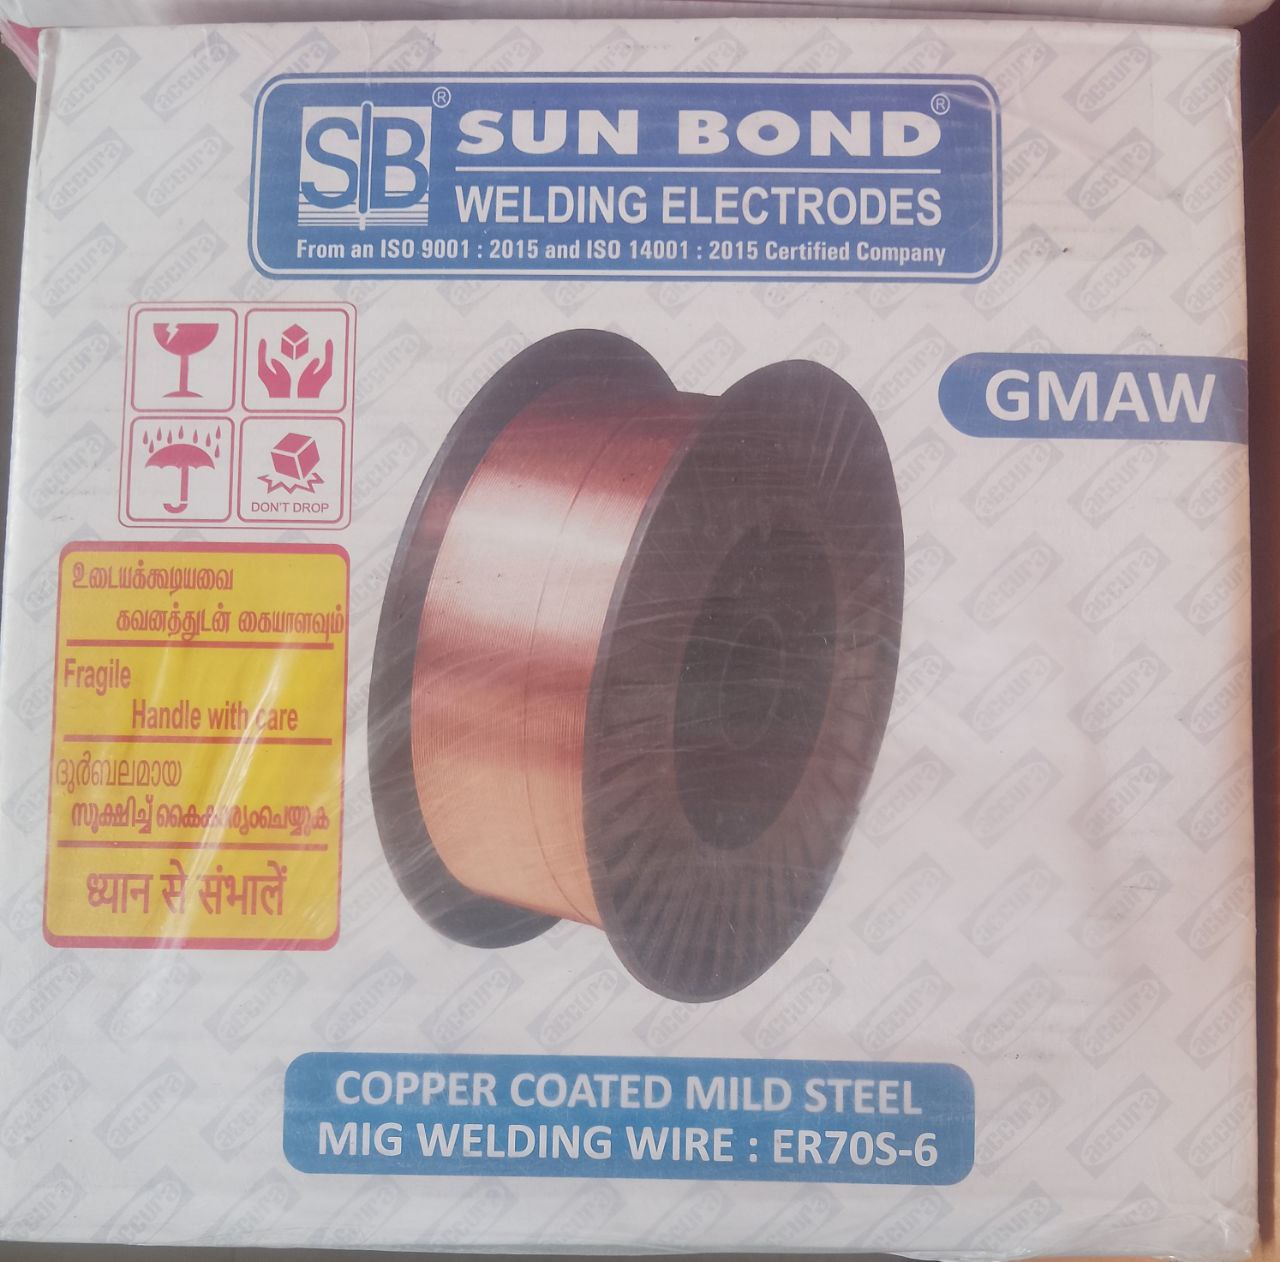 SB®
SUN BOND®
WELDING ELECTRODES
From an ISO 9001 : 2015 and ISO 14001 : 2015 Certified Company
GMAW
DON'T DROP
உடையக்கூடியவை
கவனத்துடன் கையாளவும்
Fragile
Handle with care
ദുർബലമായ
സൂക്ഷിച്ച് കൈകാര്യംചെയ്യുക
ध्यान से संभालें
COPPER COATED MILD STEEL
MIG WELDING WIRE : ER70S-6
accura